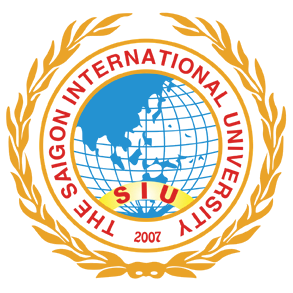 THE SAIGON INTERNATIONAL UNIVERSITY
SIU
2007